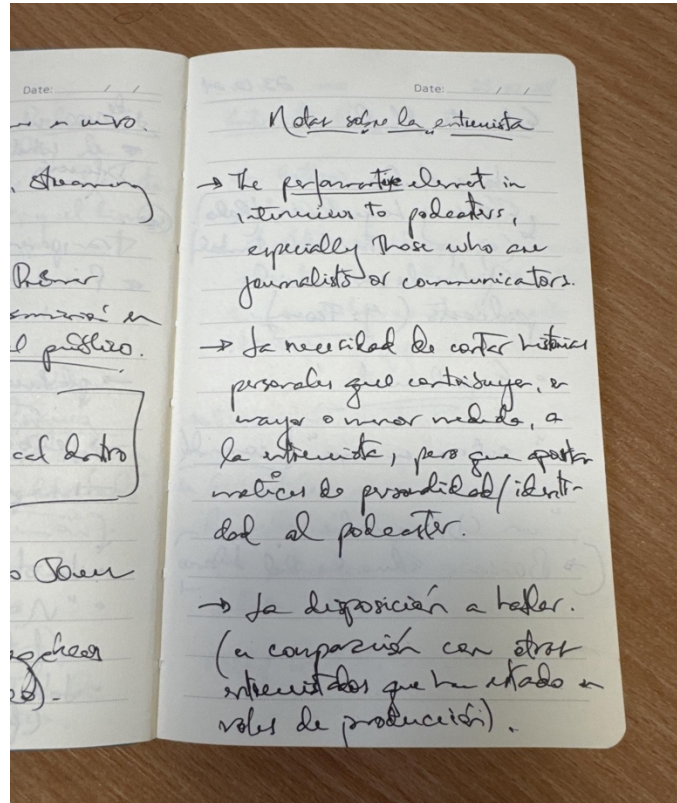 Date: / /
en vivo.
streaming
en
público.
dentro
Date: / /
Notas sobre la entrevista
→ The performative element in
interviews to podcasters,
especially those who are
journalists or communicators.
→ La necesidad de contar historias
personales que contribuyen, en
mayor o menor medida, a
la entrevista, pero que aportan
matices de personalidad/identi-
dad al podcaster.
→ La disposición a hablar.
(en comparación con otros
entrevistados que han estado en
roles de producción).